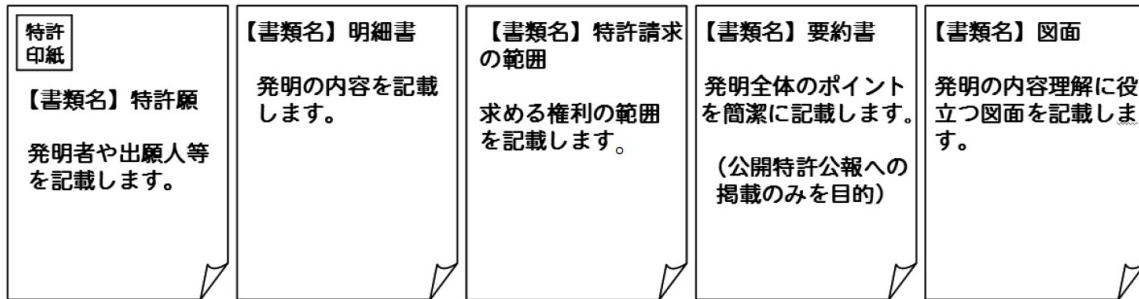 特許
印紙
【書類名】特許願
発明者や出願人等
を記載します。
【書類名】明細書
発明の内容を記載
します。
【書類名】特許請求
の範囲
求める権利の範囲
を記載します。
【書類名】要約書
発明全体のポイント
を簡潔に記載します。
（公開特許公報への
掲載のみを目的）
【書類名】図面
発明の内容理解に役
立つ図面を記載しま
す。